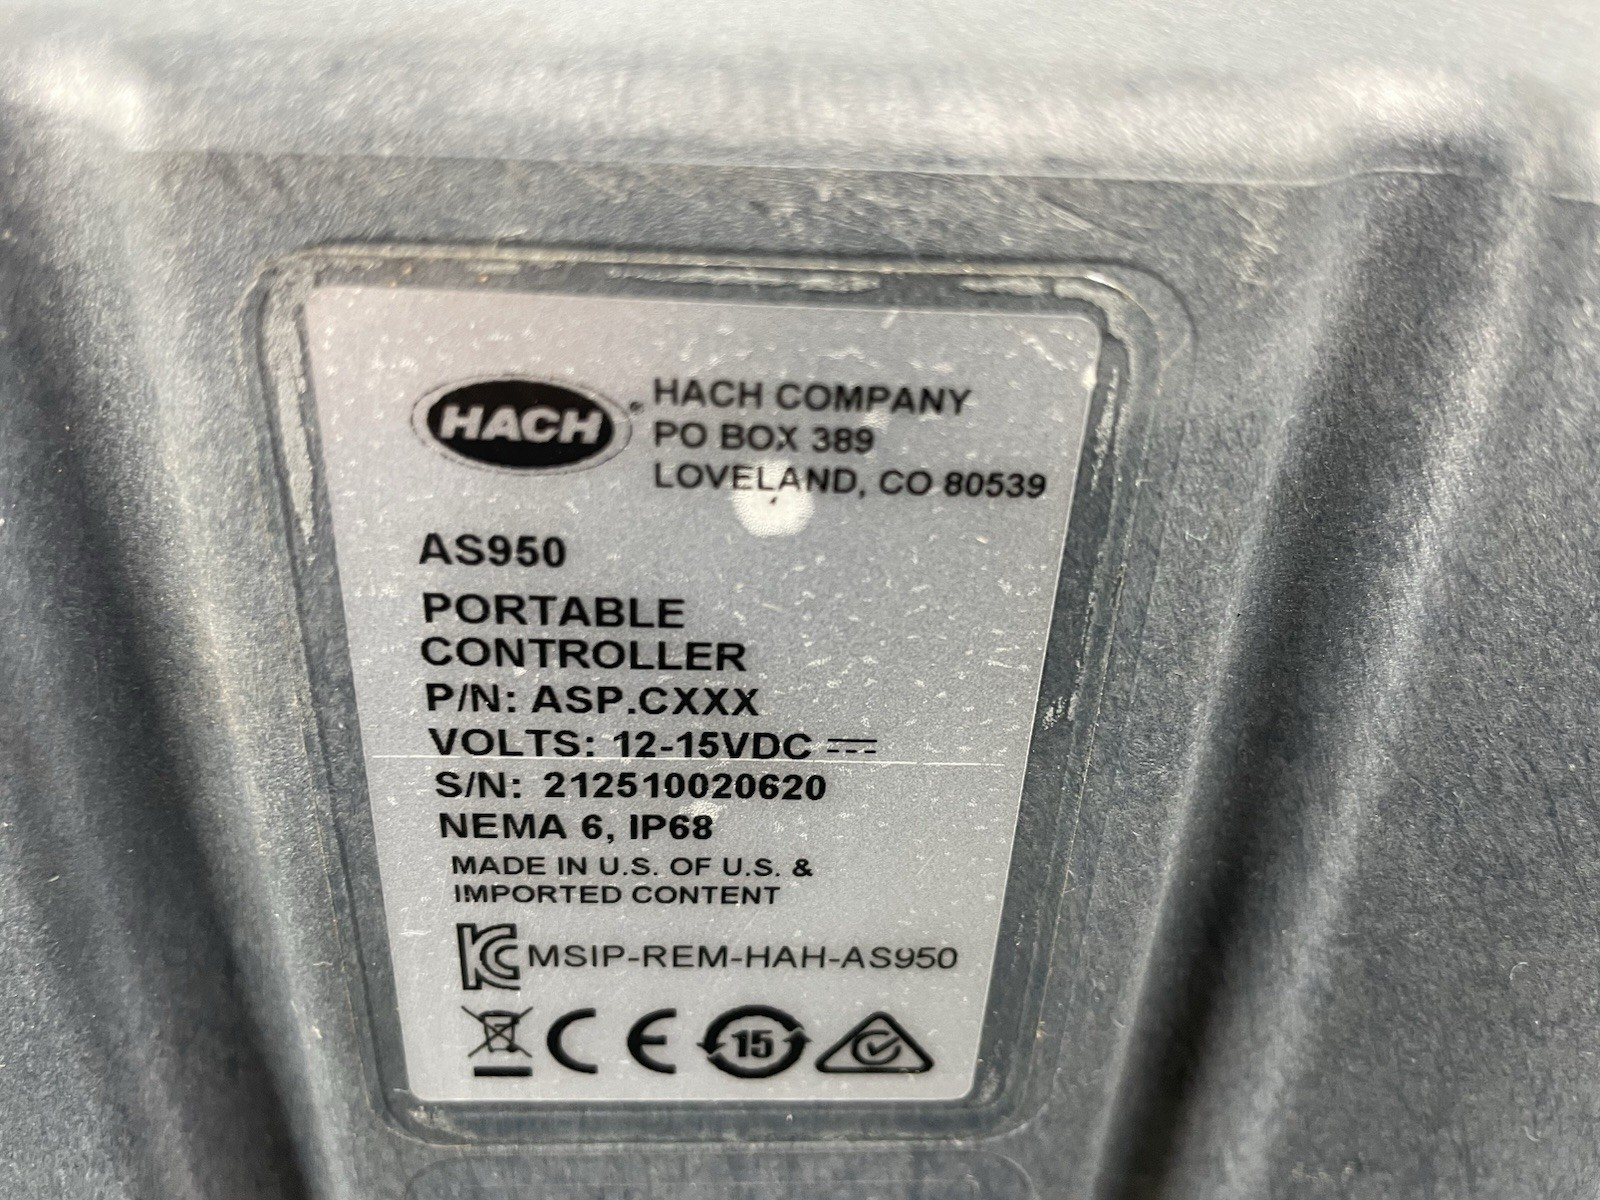 HACH® HACH COMPANY
PO BOX 389
LOVELAND, CO 80539
AS950
PORTABLE
CONTROLLER
P/N: ASP.CXXX
VOLTS: 12-15VDC
S/N: 212510020620
NEMA 6, IP68
MADE IN U.S. OF U.S. &
IMPORTED CONTENT
KC MSIP-REM-HAH-AS950
CE 15